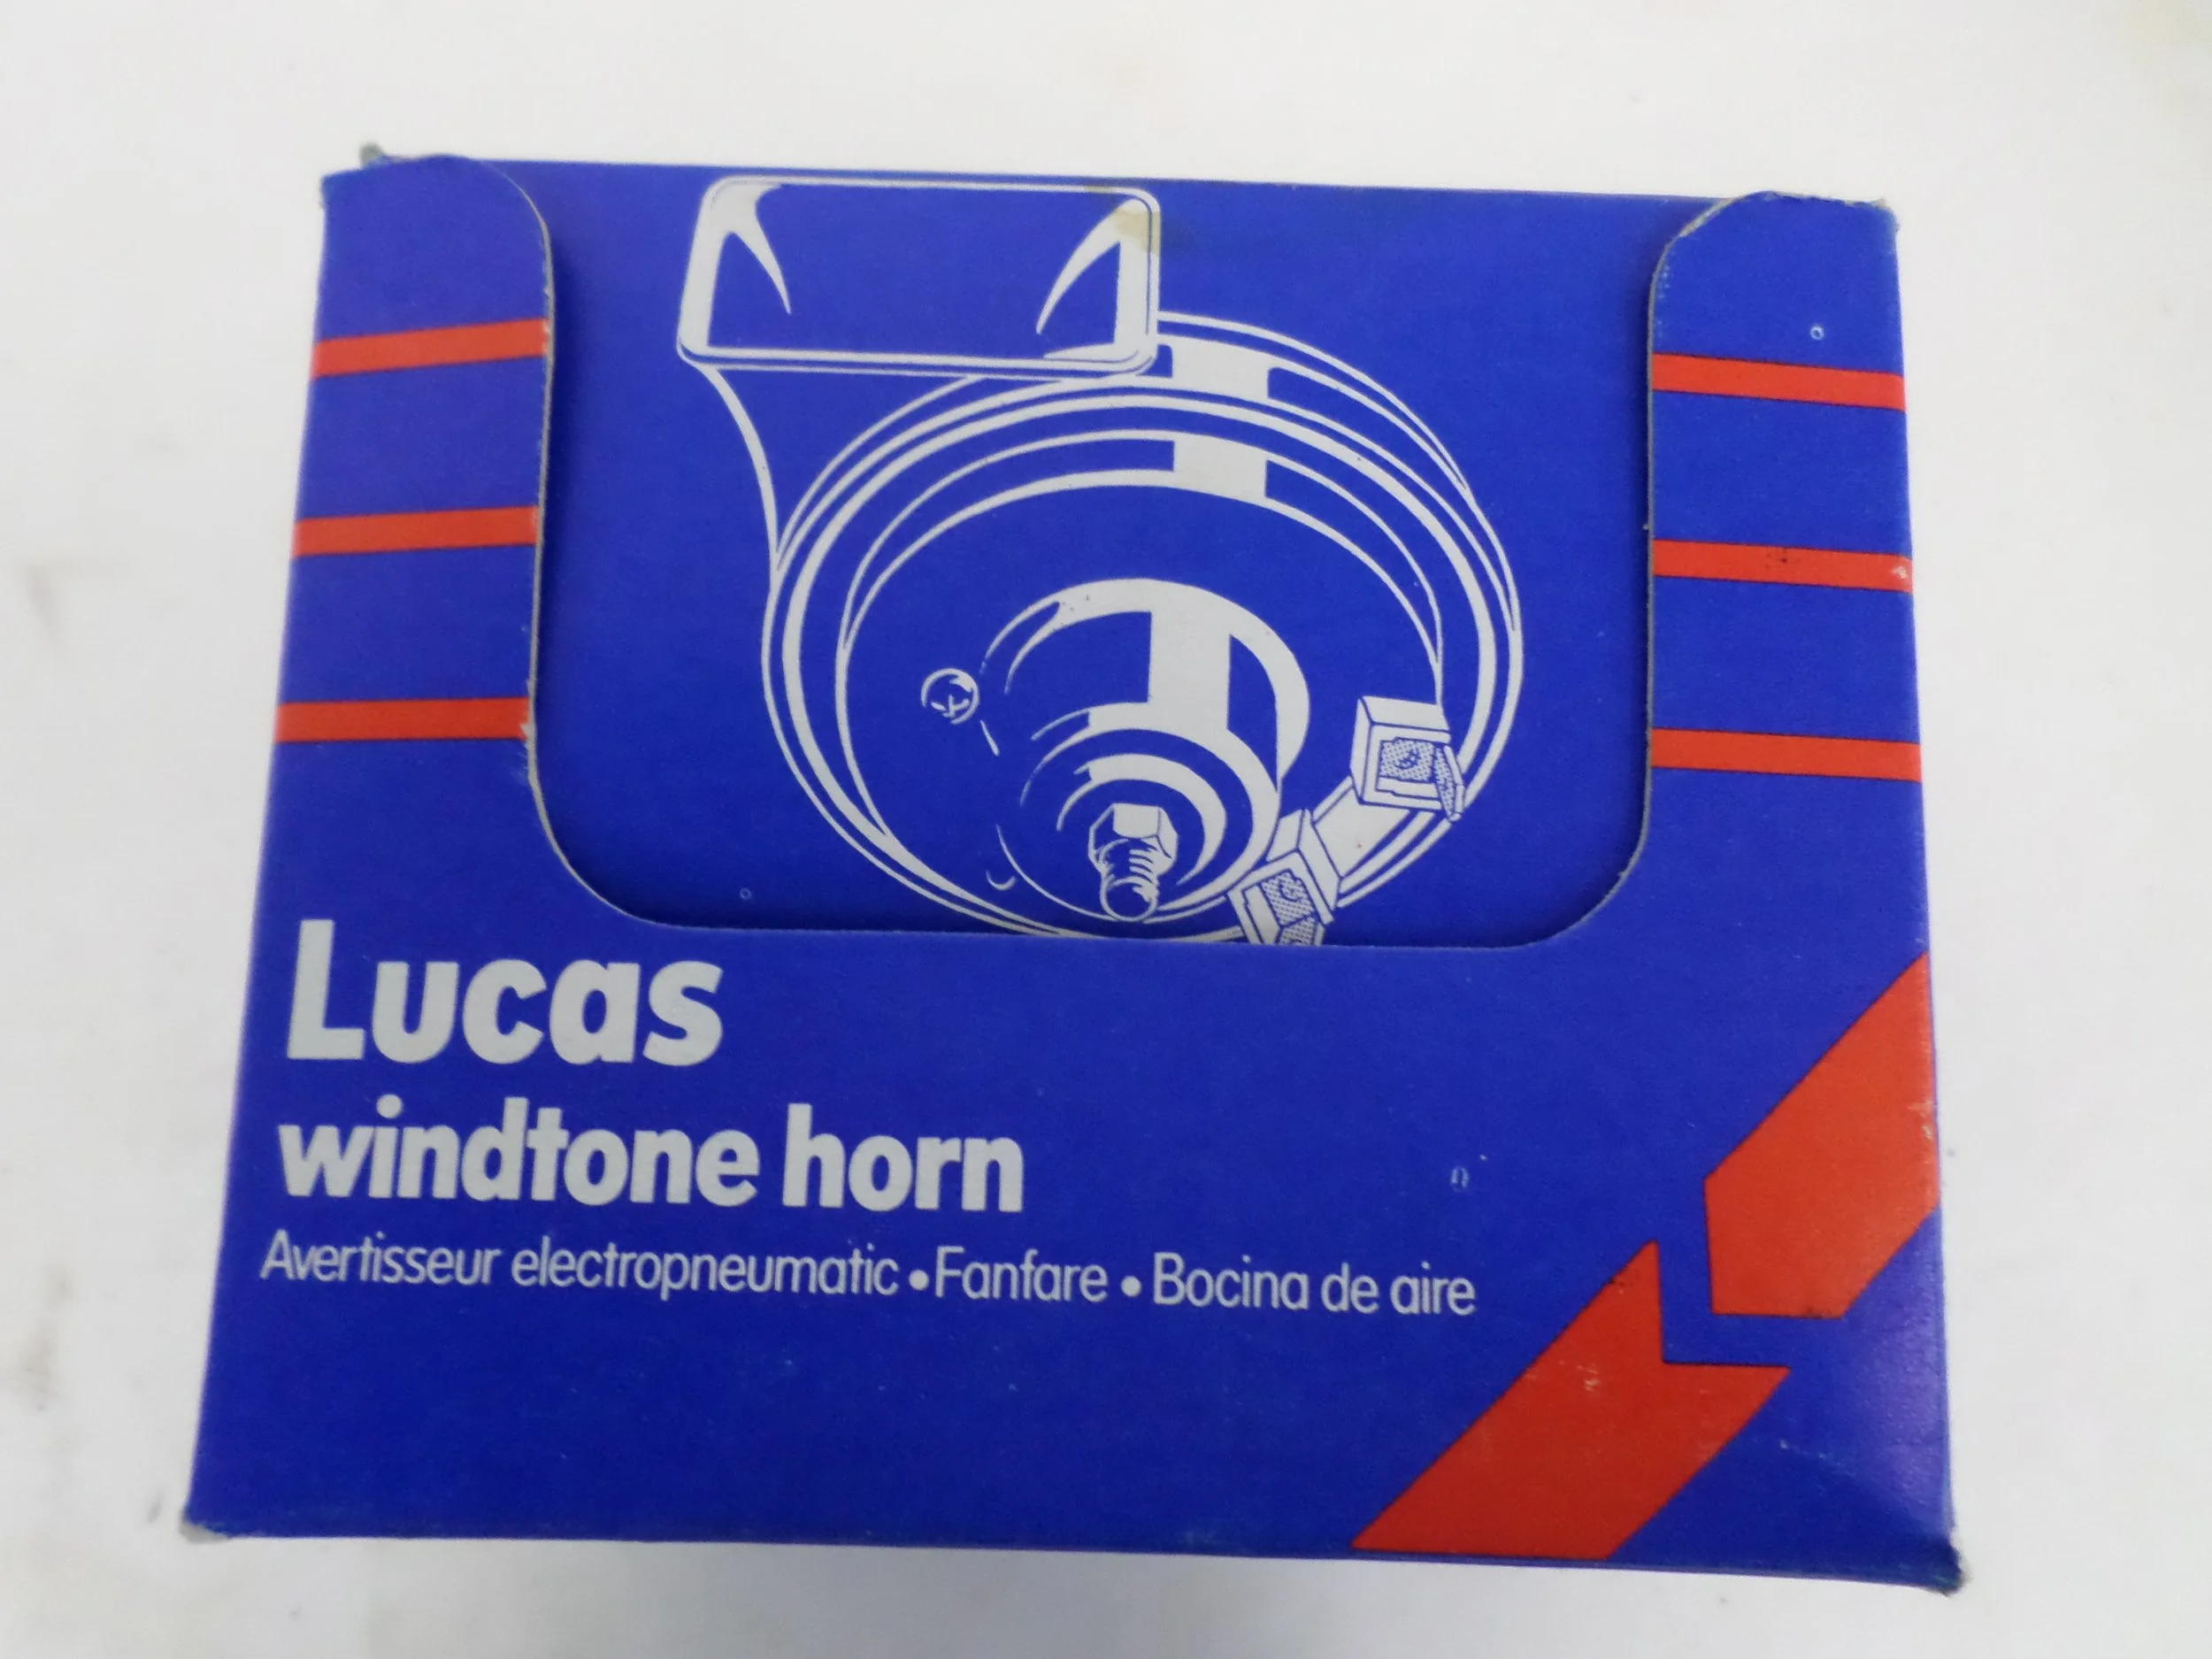 Lucas
windtone horn
Avertisseur electropneumatic • Fanfare • Bocina de aire